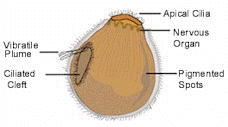 Apical Cilia
Nervous
Organ
Vibratile
Plume
Ciliated
Cleft
Pigmented
Spots